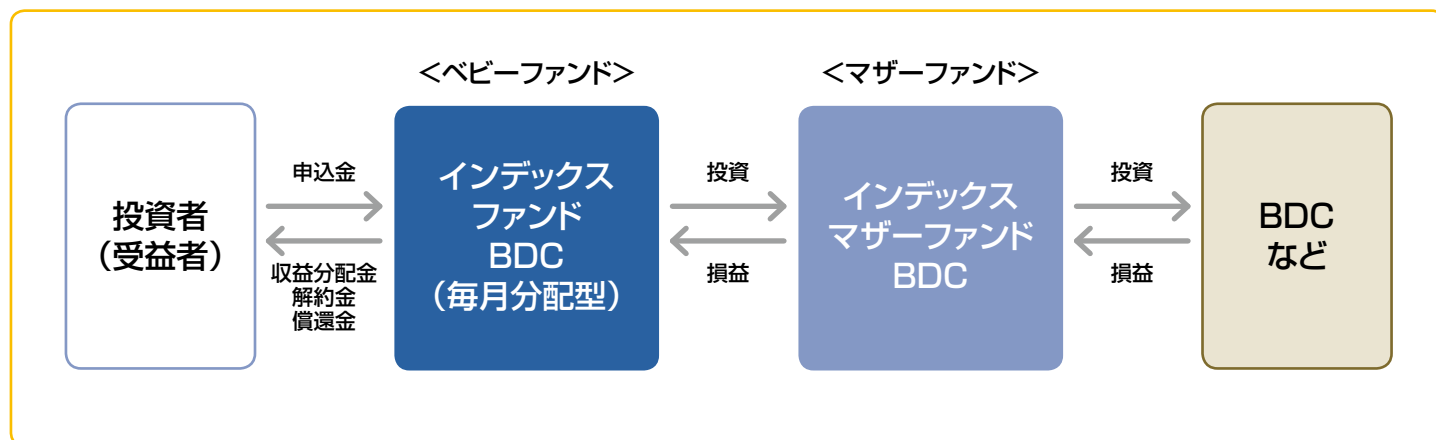 <ベビーファンド>
<マザーファンド>
投資者
(受益者)
申込金
収益分配金
解約金
償還金
インデックス
ファンド
BDC
(毎月分配型)
投資
損益
インデックス
マザーファンド
BDC
投資
損益
BDC
など